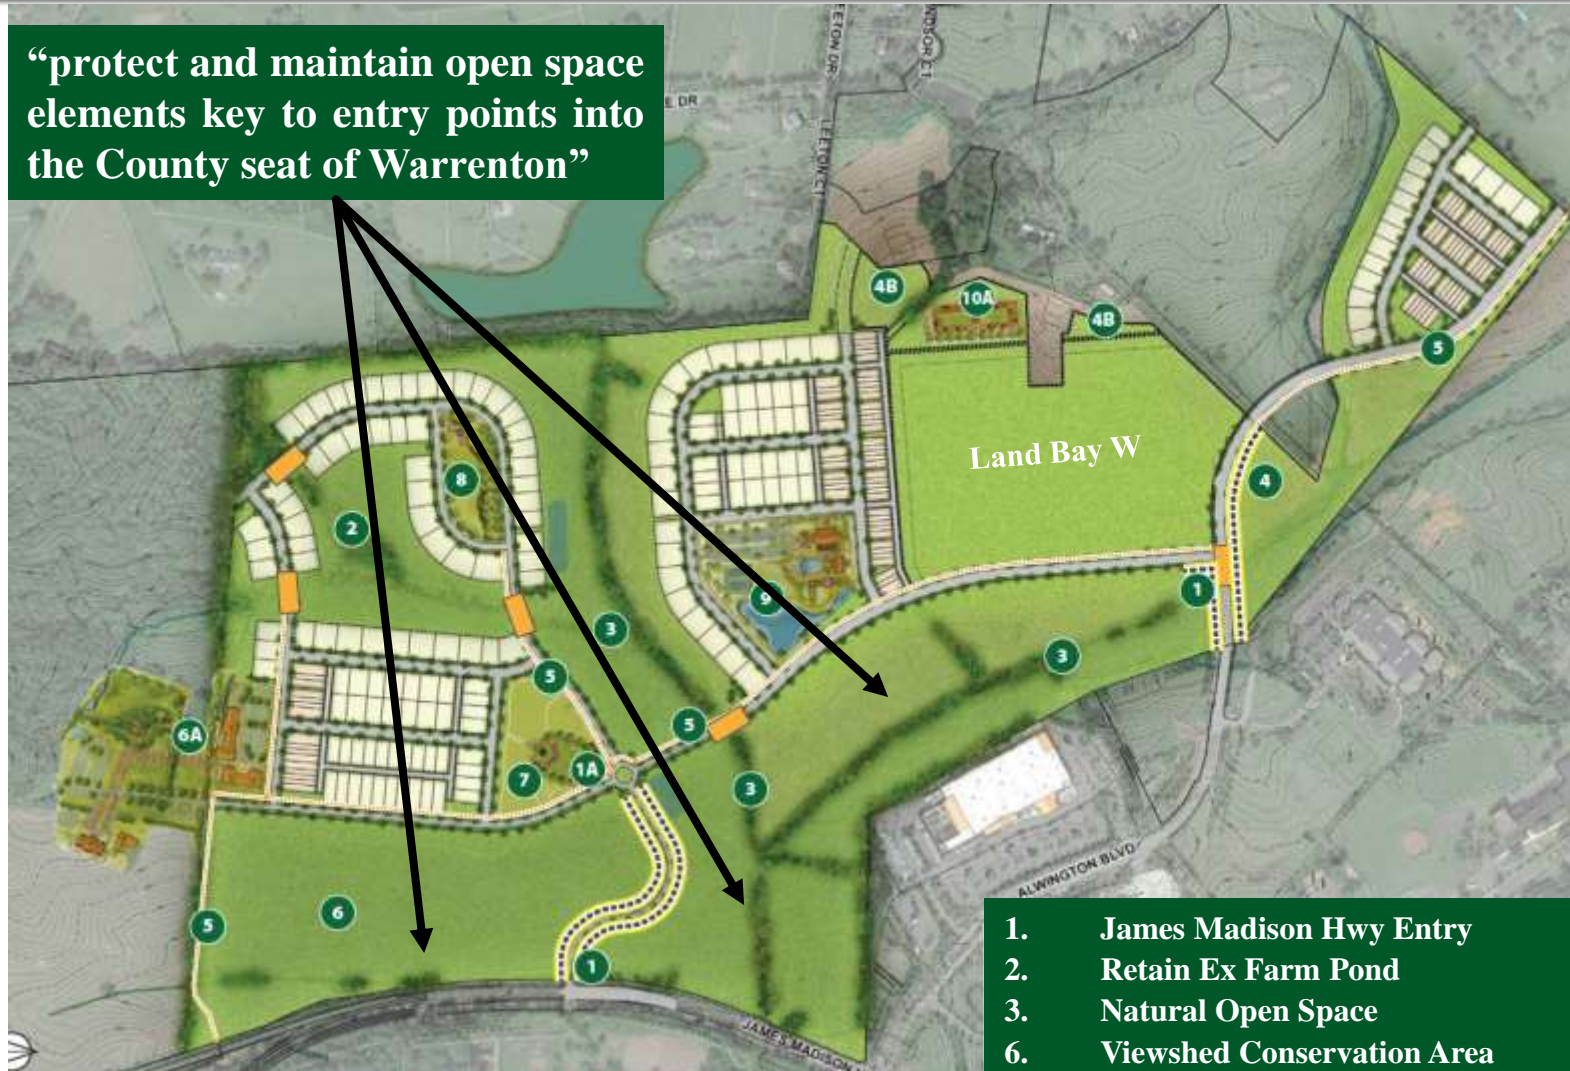 “protect and maintain open space
elements key to entry points into
the County seat of Warrenton”
LEETON CT
4B
10A
4B
5
Land Bay W
8
4
2
1
9
3
3
5
5
6A
1A
7
3
ALWINGTON BLVD
6
5
1
JAMES MADISON
1. James Madison Hwy Entry
2. Retain Ex Farm Pond
3. Natural Open Space
6. Viewshed Conservation Area